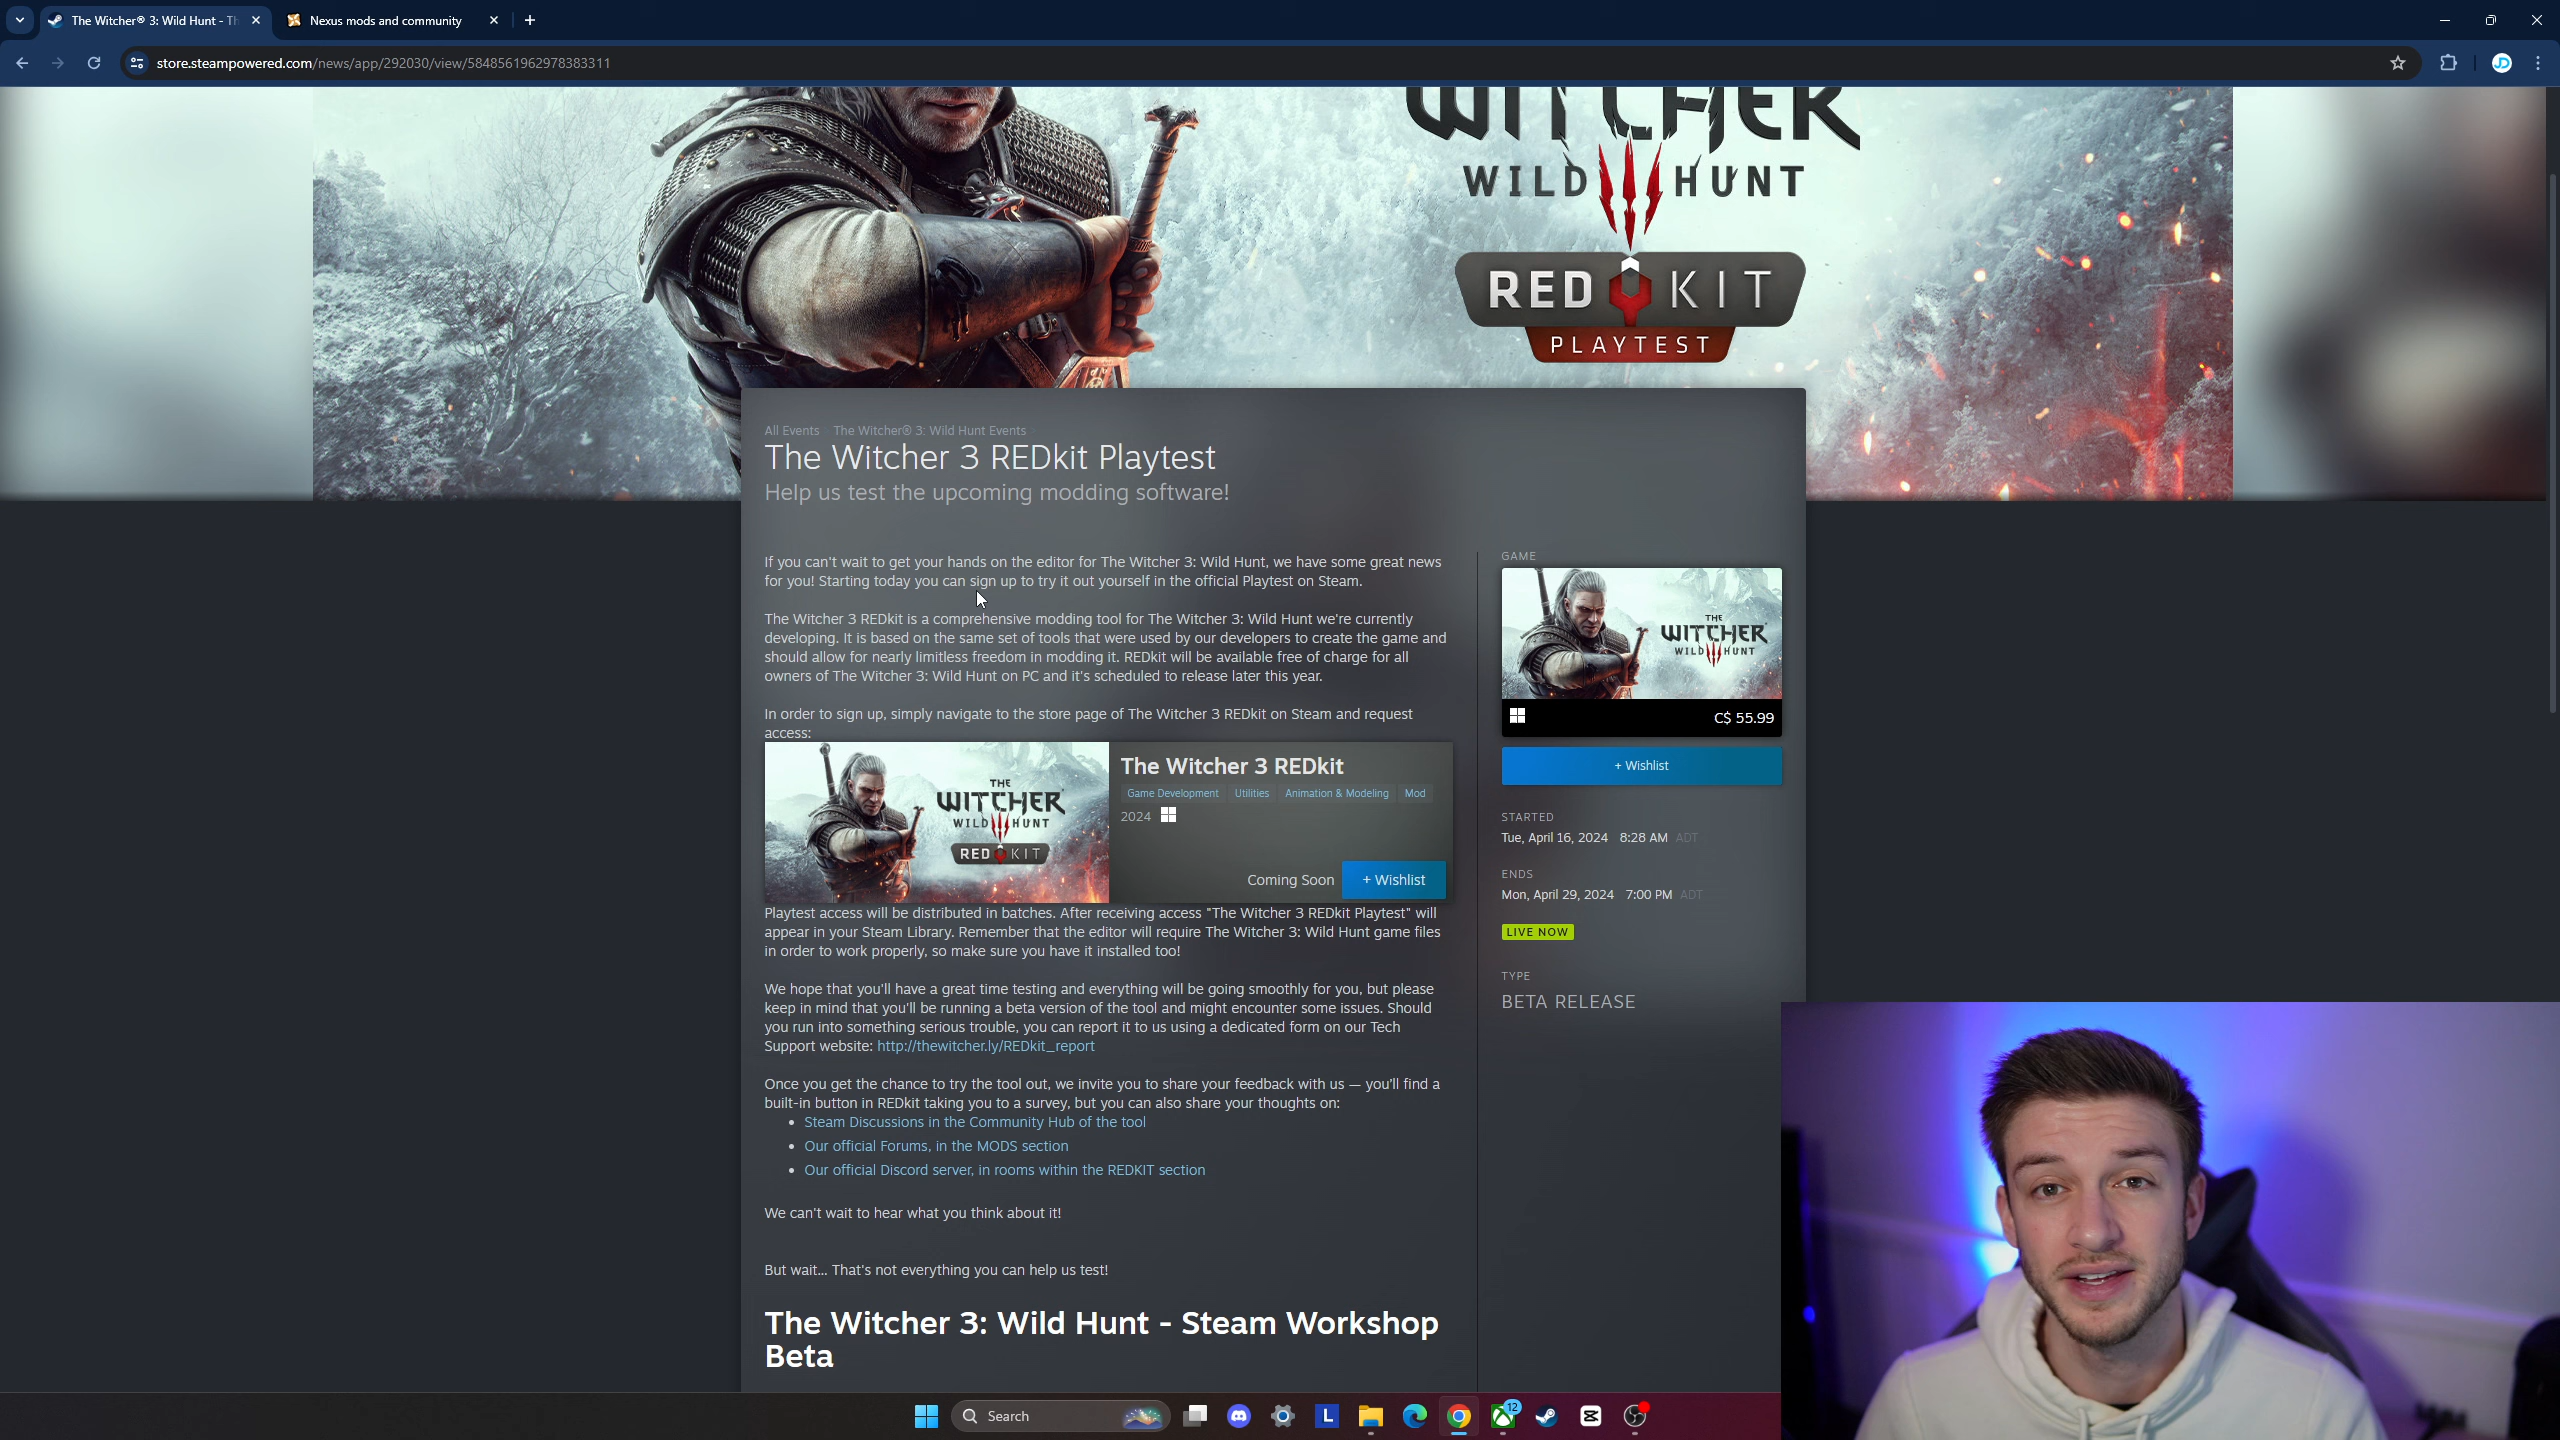 The Witcher® 3: Wild Hunt - Th
Nexus mods and community
store.steampowered.com/news/app/292030/view/5848561962978383311
JD
WITCHER
WILD HUNT
RED KIT
PLAYTEST
All Events
The Witcher® 3: Wild Hunt Events
The Witcher 3 REDkit Playtest
Help us test the upcoming modding software!
If you can't wait to get your hands on the editor for The Witcher 3: Wild Hunt, we have some great news
for you! Starting today you can sign up to try it out yourself in the official Playtest on Steam.
The Witcher 3 REDkit is a comprehensive modding tool for The Witcher 3: Wild Hunt we're currently
developing. It is based on the same set of tools that were used by our developers to create the game and
should allow for nearly limitless freedom in modding it. REDkit will be available free of charge for all
owners of The Witcher 3: Wild Hunt on PC and it's scheduled to release later this year.
In order to sign up, simply navigate to the store page of The Witcher 3 REDkit on Steam and request
access:
THE
WITCHER
WILD HUNT
RED KIT
The Witcher 3 REDkit
Game Development
Utilities
Animation & Modeling
Mod
2024
Coming Soon
+ Wishlist
Playtest access will be distributed in batches. After receiving access "The Witcher 3 REDkit Playtest" will
appear in your Steam Library. Remember that the editor will require The Witcher 3: Wild Hunt game files
in order to work properly, so make sure you have it installed too!
We hope that you'll have a great time testing and everything will be going smoothly for you, but please
keep in mind that you'll be running a beta version of the tool and might encounter some issues. Should
you run into something serious trouble, you can report it to us using a dedicated form on our Tech
Support website: http://thewitcher.ly/REDkit_report
Once you get the chance to try the tool out, we invite you to share your feedback with us — you'll find a
built-in button in REDkit taking you to a survey, but you can also share your thoughts on:
• Steam Discussions in the Community Hub of the tool
• Our official Forums, in the MODS section
• Our official Discord server, in rooms within the REDKIT section
We can't wait to hear what you think about it!
But wait... That's not everything you can help us test!
The Witcher 3: Wild Hunt - Steam Workshop
Beta
GAME
THE
WITCHER
WILD HUNT
C$ 55.99
+ Wishlist
STARTED
Tue, April 16, 2024 8:28 AM ADT
ENDS
Mon, April 29, 2024 7:00 PM ADT
LIVE NOW
TYPE
BETA RELEASE
Search
L
12